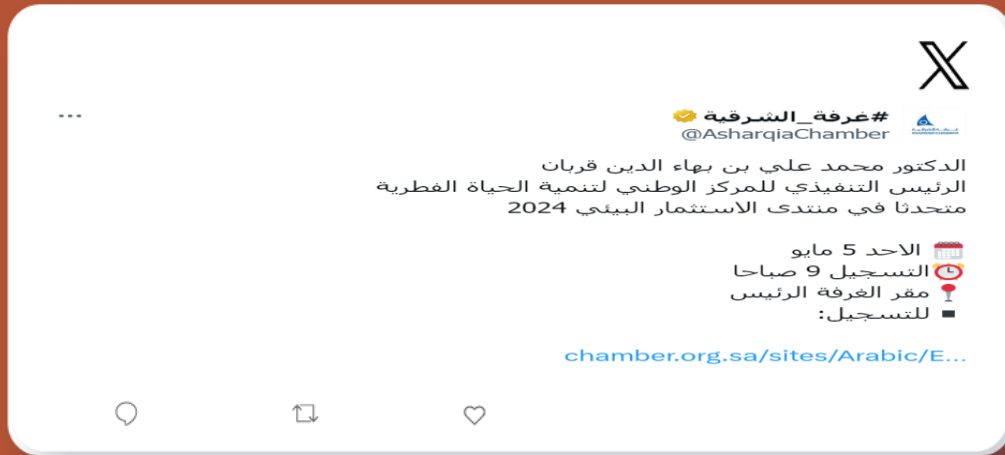 #غرفة_الشرقية
@AsharqiaChamber
الدكتور محمد علي بن بهاء الدين قربان
الرئيس التنفيذي للمركز الوطني لتنمية الحياة الفطرية
متحدثا في منتدى الاستثمار البيئي 2024
الاحد 5 مايو
التسجيل 9 صباحا
مقر الغرفة الرئيس
للتسجيل:
chamber.org.sa/sites/Arabic/E...